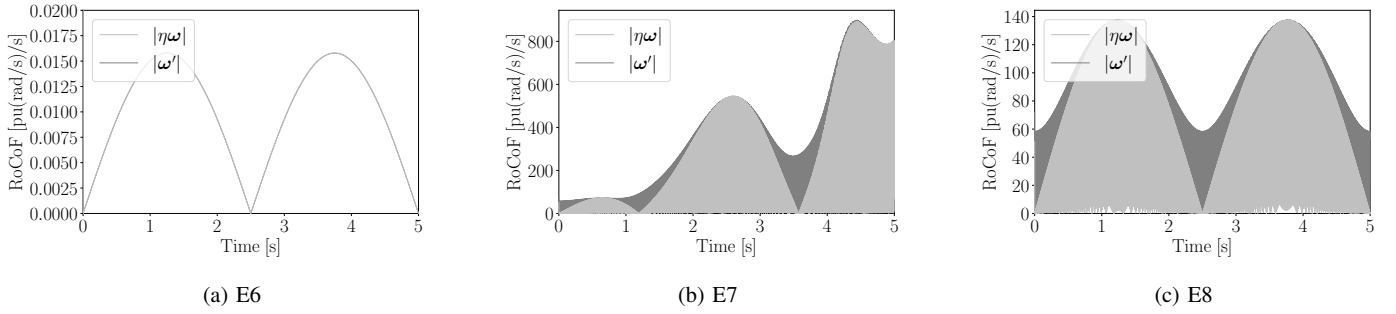 0.0200
0.0175
0.0150
0.0125
0.0100
0.0075
0.0050
0.0025
0.0000
RoCoF [pu(rad/s)/s]
|ηω|
|ω′|
0 1 2 3 4 5
Time [s]
(a) E6
800
600
400
200
0
RoCoF [pu(rad/s)/s]
|ηω|
|ω′|
0 1 2 3 4 5
Time [s]
(b) E7
140
120
100
80
60
40
20
0
RoCoF [pu(rad/s)/s]
|ηω|
|ω′|
0 1 2 3 4 5
Time [s]
(c) E8